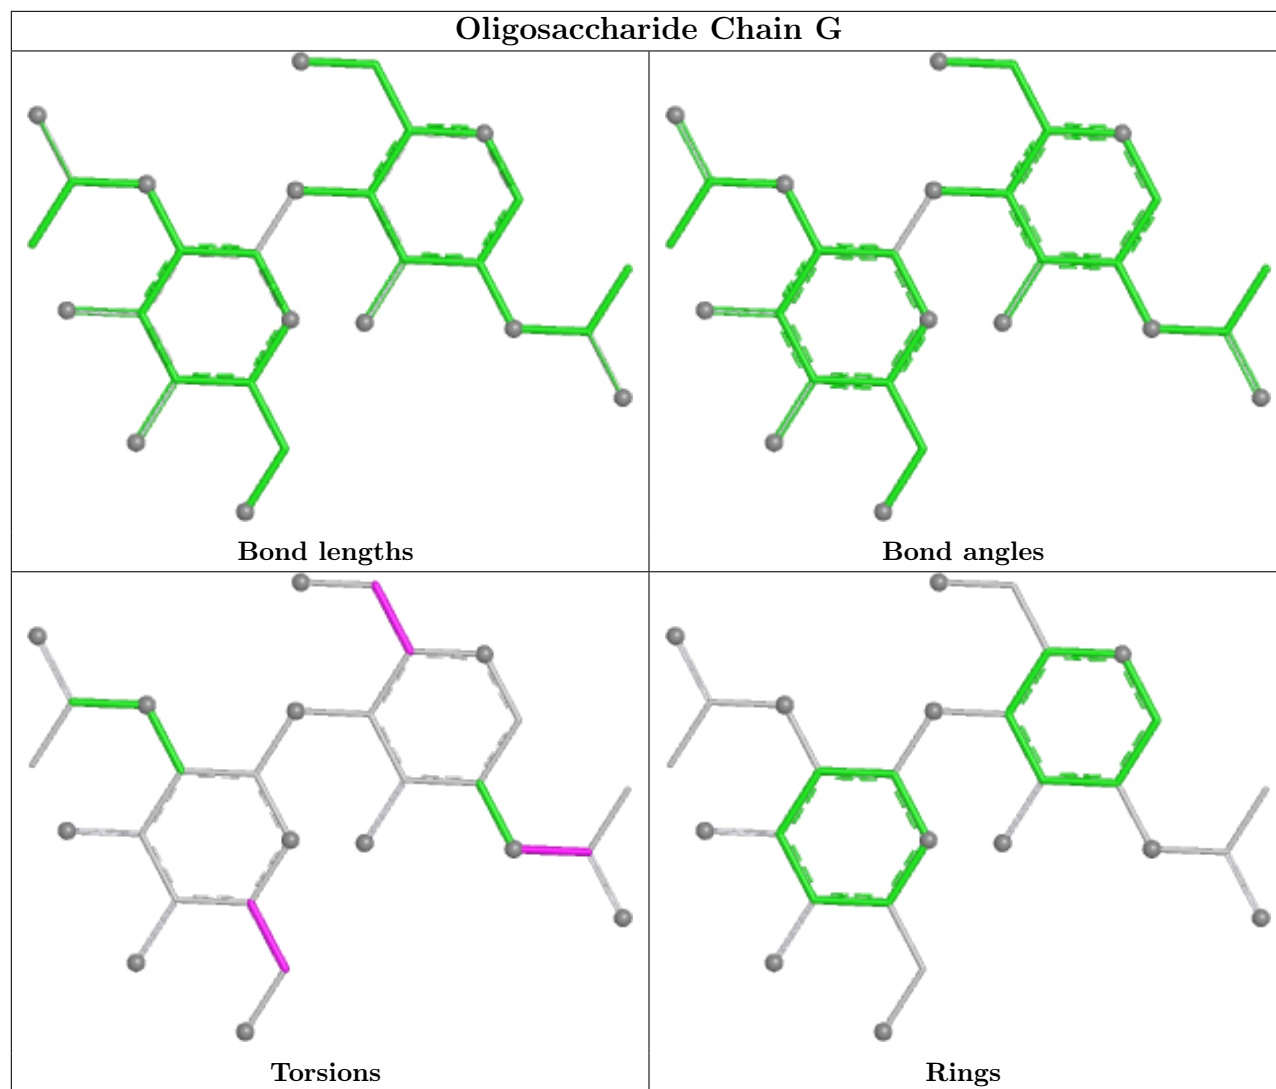 Oligosaccharide Chain G
Bond lengths
Bond angles
Torsions
Rings